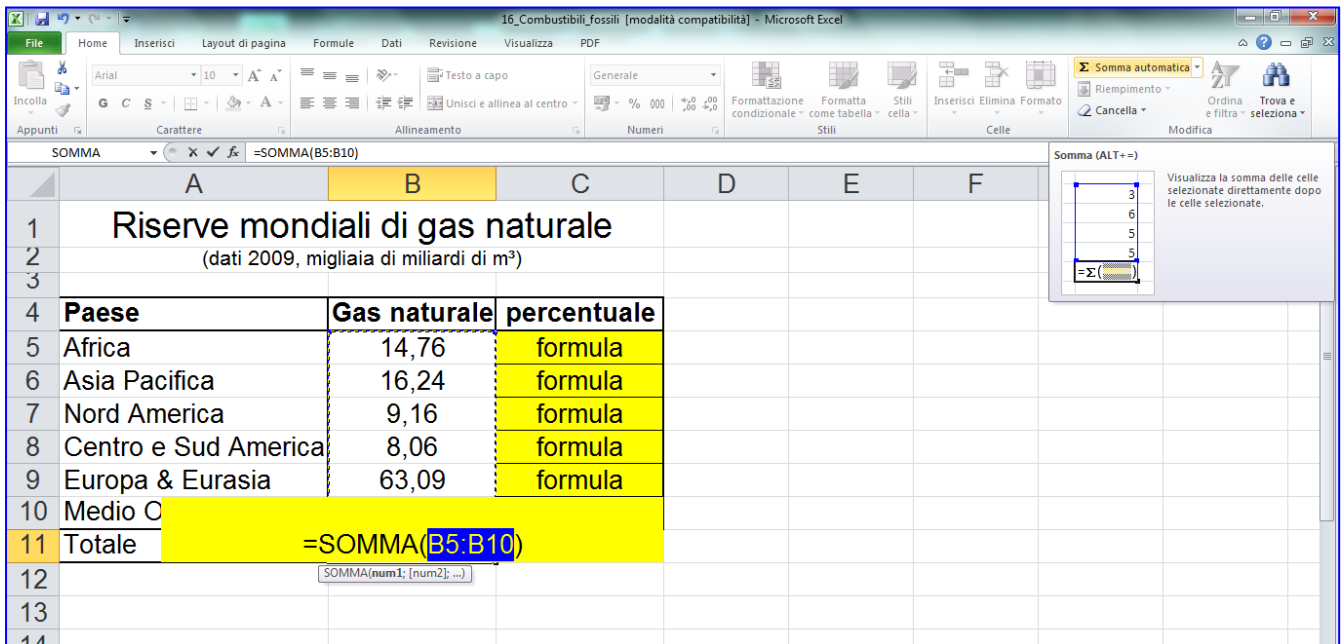 16_Combustibili_fossili [modalità compatibilità] - Microsoft Excel
File Home Inserisci Layout di pagina Formule Dati Revisione Visualizza PDF
Arial 10 A A Testo a capo Generale Σ Somma automatica
Riempimento
Incolla G C S A Unisci e allinea al centro % 000 ,00 ,00 Formattazione condizionale Formatta come tabella Stili cella Inserisci Elimina Formato Cancella Ordina e filtra Trova e seleziona
Appunti Carattere Allineamento Numeri Stili Celle Modifica
SOMMA fx =SOMMA(B5:B10)
Somma (ALT+=)
Visualizza la somma delle celle
selezionate direttamente dopo
le celle selezionate.
3
6
5
5
=Σ( )
A B C D E F
1 Riserve mondiali di gas naturale
2 (dati 2009, migliaia di miliardi di m³)
3
4 Paese Gas naturale percentuale
5 Africa 14,76 formula
6 Asia Pacifica 16,24 formula
7 Nord America 9,16 formula
8 Centro e Sud America 8,06 formula
9 Europa & Eurasia 63,09 formula
10 Medio O
11 Totale =SOMMA(B5:B10)
SOMMA(num1; [num2]; ...)
12
13
14